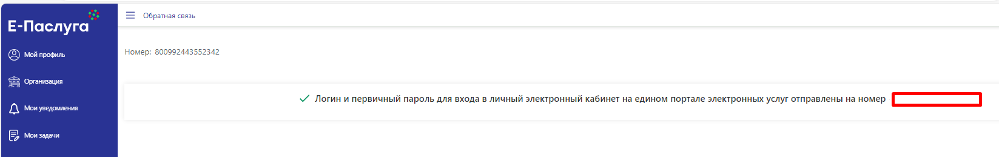 Е-Паслуга
Мой профиль
Организация
Мои уведомления
Мои задачи
Обратная связь
Номер: 800992443552342
Логин и первичный пароль для входа в личный электронный кабинет на едином портале электронных услуг отправлены на номер